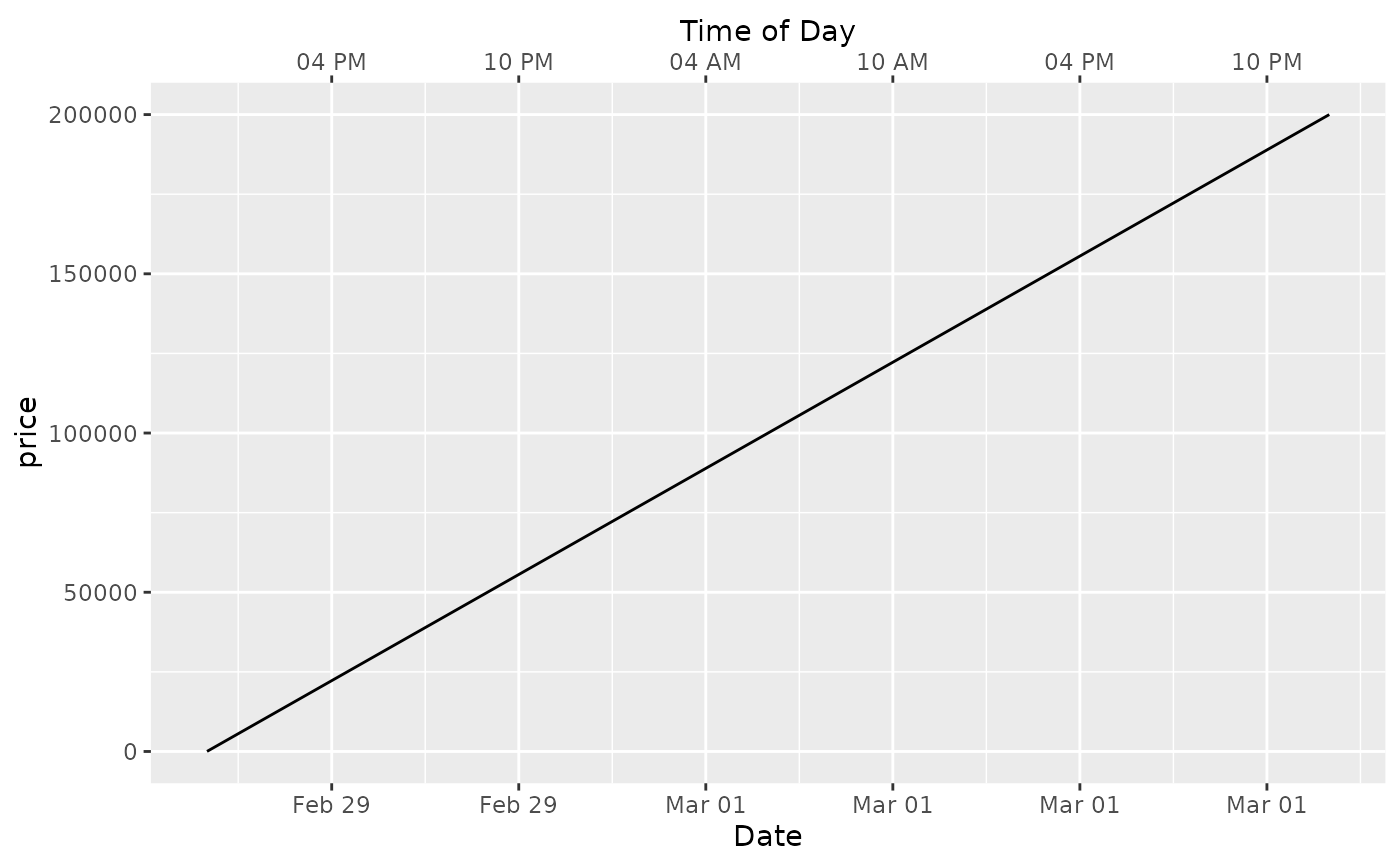 Time of Day
04 PM 10 PM 04 AM 10 AM 04 PM 10 PM
200000
150000
price
100000
50000
0
Feb 29 Feb 29 Mar 01 Mar 01 Mar 01 Mar 01
Date